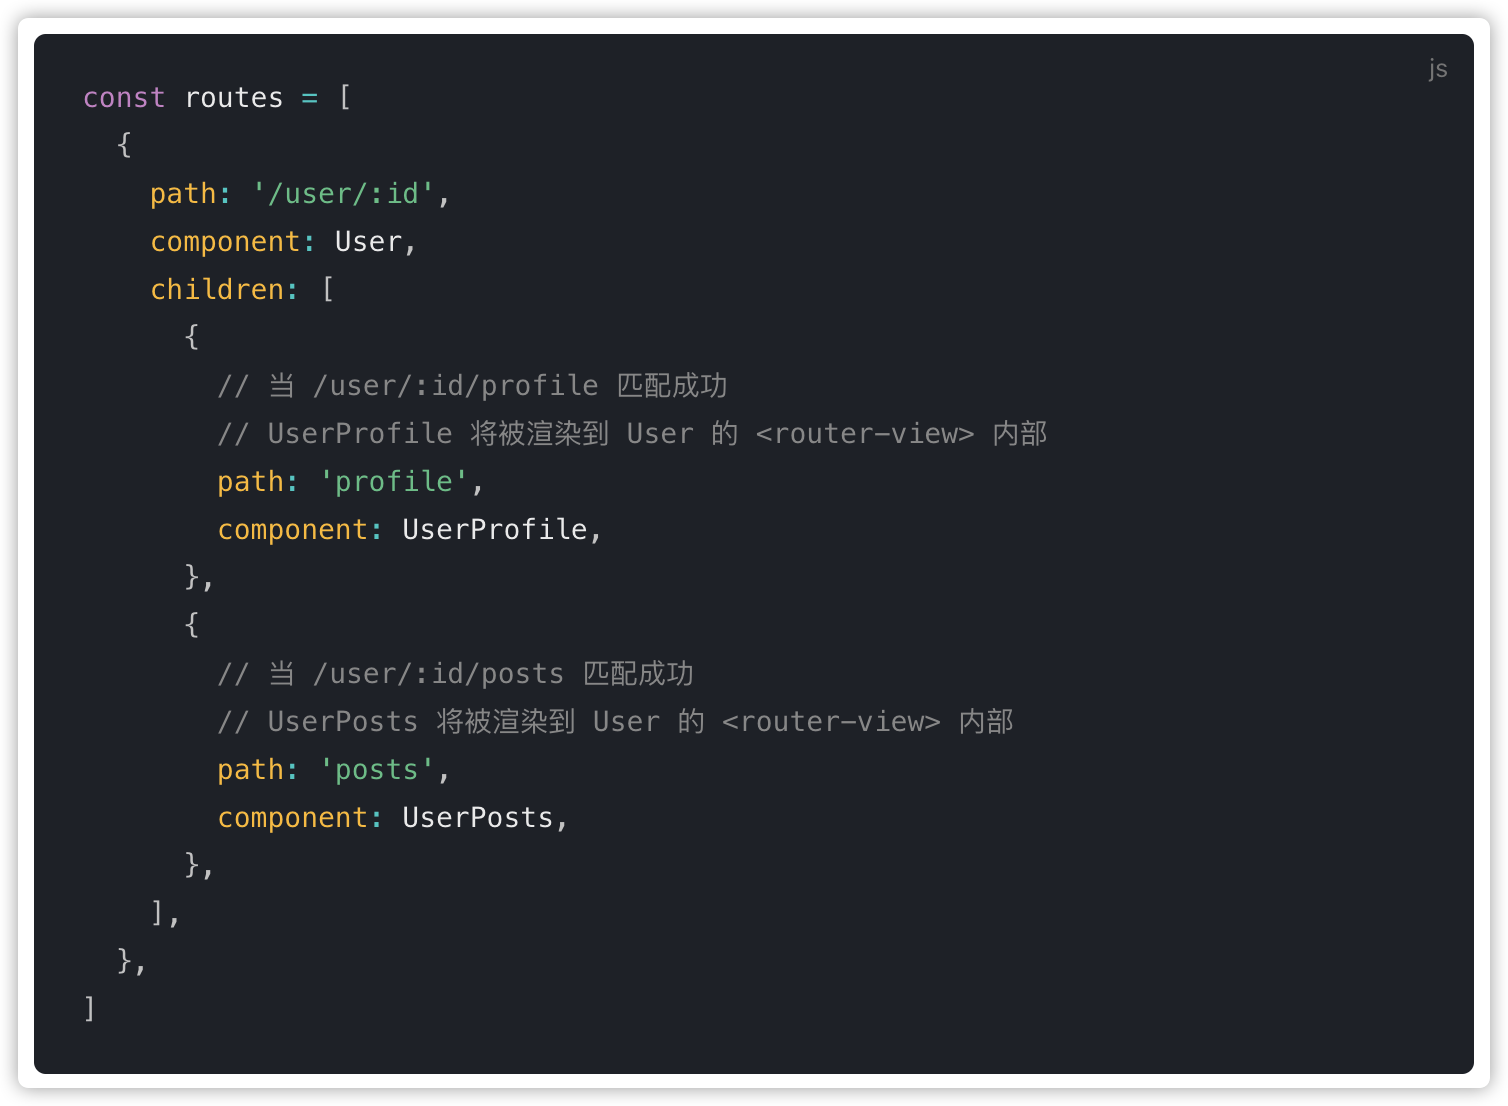 js
const routes = [
  {
    path: '/user/:id',
    component: User,
    children: [
      {
        // 当 /user/:id/profile 匹配成功
        // UserProfile 将被渲染到 User 的 <router-view> 内部
        path: 'profile',
        component: UserProfile,
      },
      {
        // 当 /user/:id/posts 匹配成功
        // UserPosts 将被渲染到 User 的 <router-view> 内部
        path: 'posts',
        component: UserPosts,
      },
    ],
  },
]